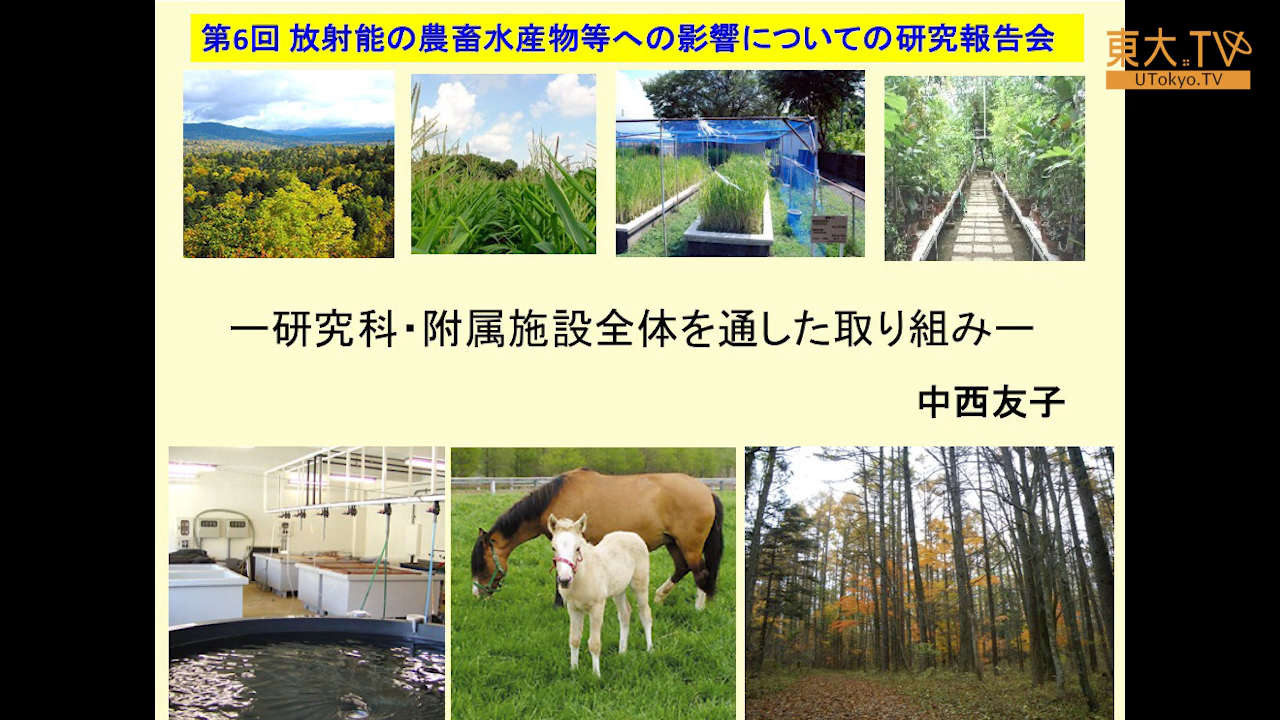 第6回 放射能の農畜水産物等への影響についての研究報告会
東大.TV
UTokyo.TV
―研究科・附属施設全体を通した取り組み―
中西友子